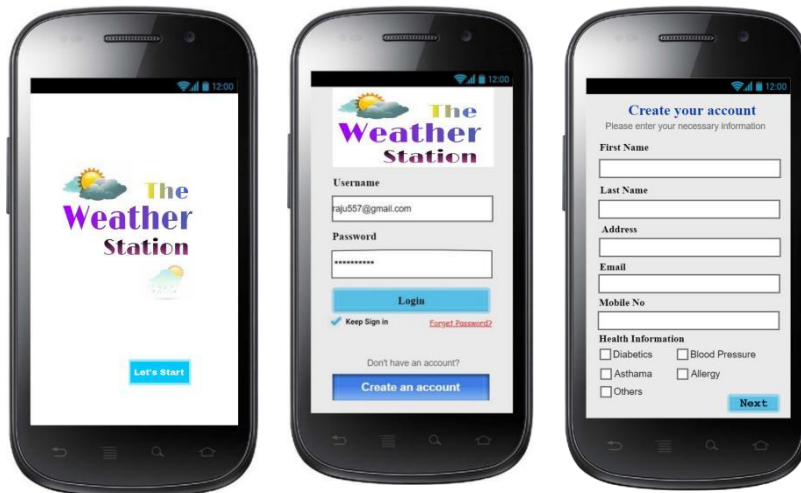 12:00
The
Weather
Station
Let's Start
12:00
The
Weather
Station
Username
raju557@gmail.com
Password
**********
Login
Keep Sign in Forget Password?
Don't have an account?
Create an account
12:00
Create your account
Please enter your necessary information
First Name
Last Name
Address
Email
Mobile No
Health Information
Diabetics Blood Pressure
Asthama Allergy
Others
Next